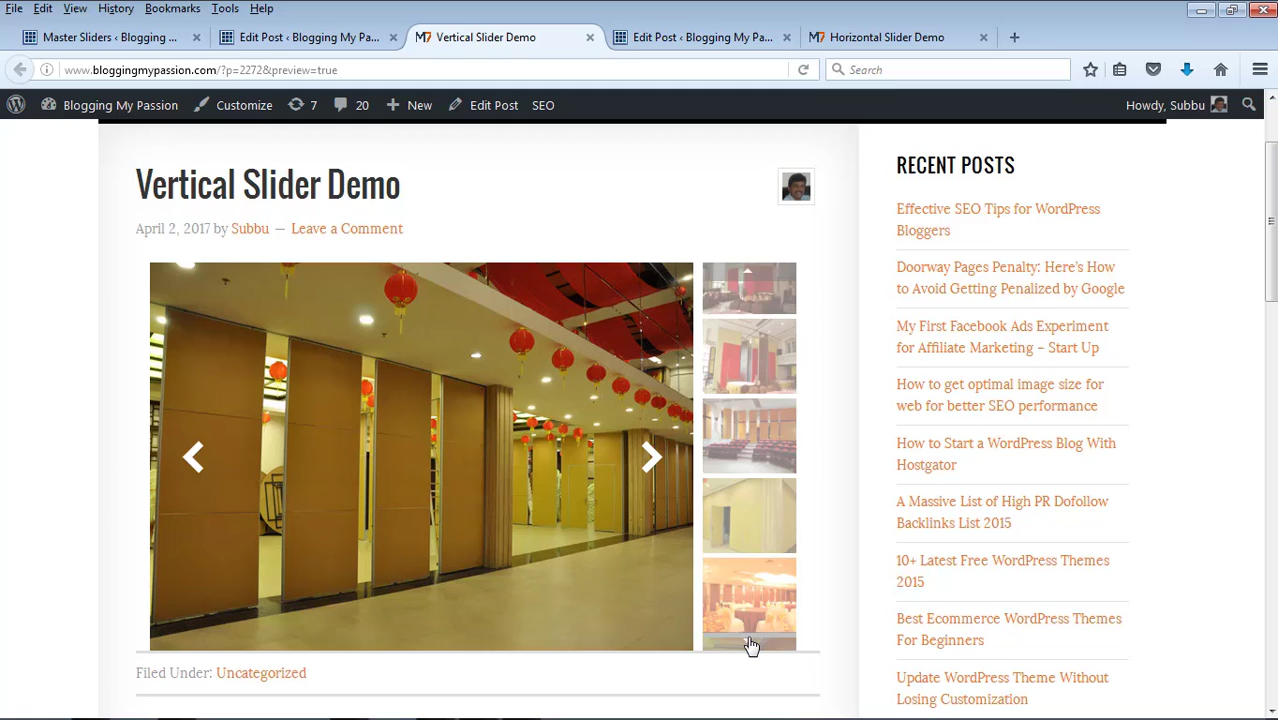 File Edit View History Bookmarks Tools Help
Master Sliders ‹ Blogging ... Edit Post ‹ Blogging My Pa... Vertical Slider Demo Edit Post ‹ Blogging My Pa... Horizontal Slider Demo
www.bloggingmypassion.com/?p=2272&preview=true Search
Blogging My Passion Customize 7 20 New Edit Post SEO Howdy, Subbu
Vertical Slider Demo
April 2, 2017 by Subbu — Leave a Comment
Filed Under: Uncategorized
RECENT POSTS
Effective SEO Tips for WordPress
Bloggers
Doorway Pages Penalty: Here's How
to Avoid Getting Penalized by Google
My First Facebook Ads Experiment
for Affiliate Marketing – Start Up
How to get optimal image size for
web for better SEO performance
How to Start a WordPress Blog With
Hostgator
A Massive List of High PR Dofollow
Backlinks List 2015
10+ Latest Free WordPress Themes
2015
Best Ecommerce WordPress Themes
For Beginners
Update WordPress Theme Without
Losing Customization